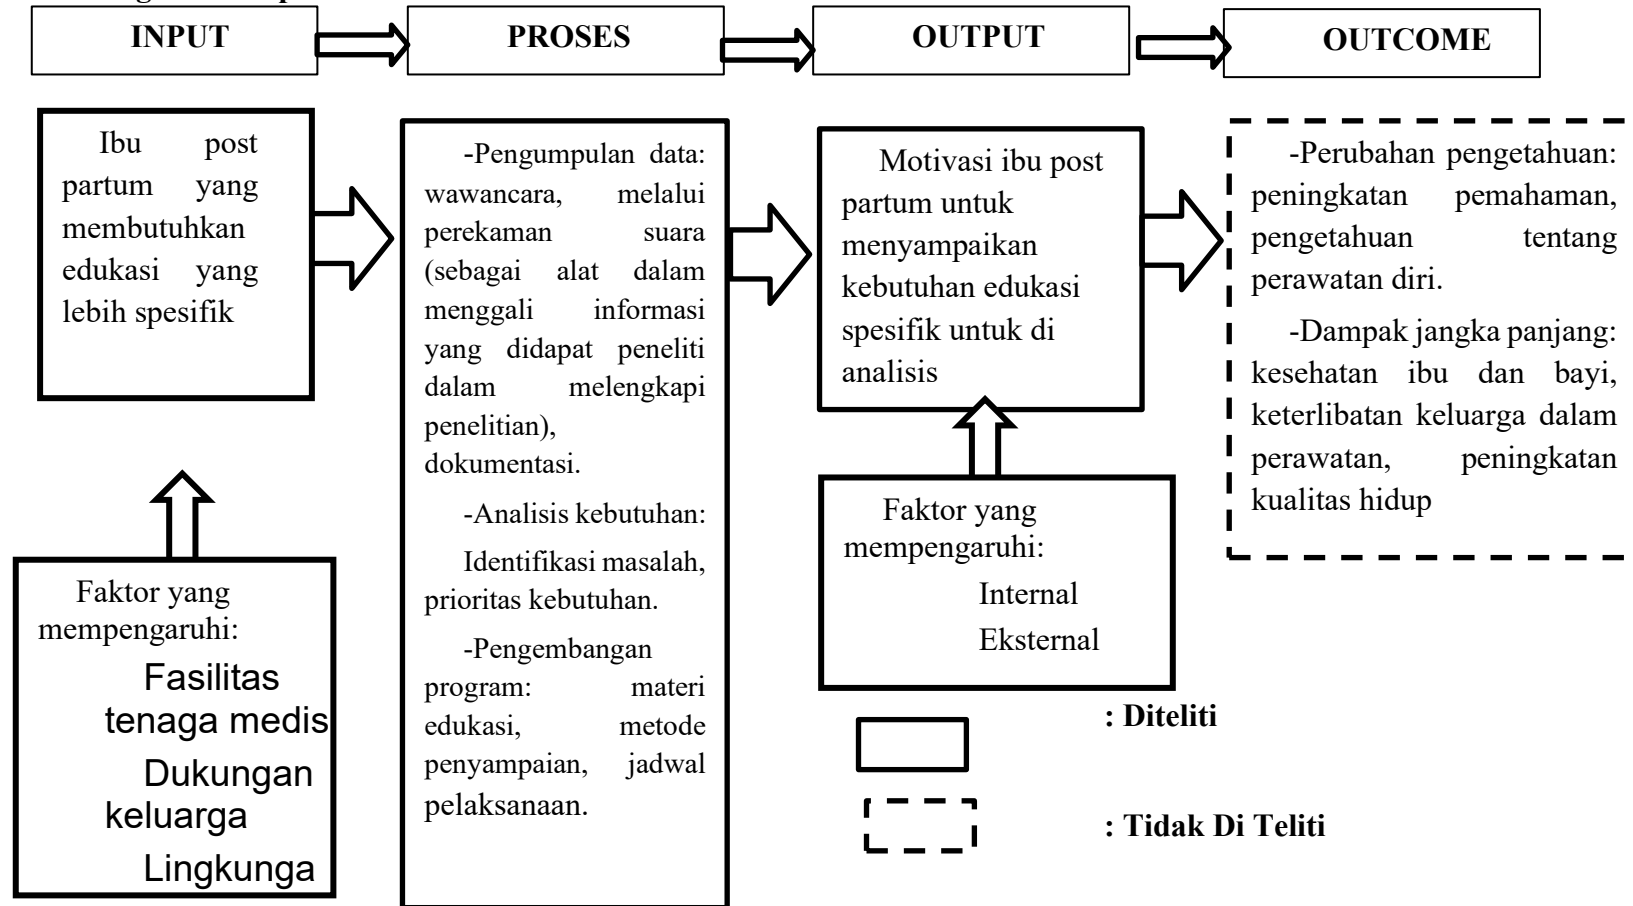 INPUT
PROSES
OUTPUT
OUTCOME
Ibu post
partum yang
membutuhkan
edukasi yang
lebih spesifik
Faktor yang
mempengaruhi:
Fasilitas
tenaga medis
Dukungan
keluarga
Lingkunga
-Pengumpulan data:
wawancara, melalui
perekaman suara
(sebagai alat dalam
menggali informasi
yang didapat peneliti
dalam melengkapi
penelitian),
dokumentasi.
-Analisis kebutuhan:
Identifikasi masalah,
prioritas kebutuhan.
-Pengembangan
program: materi
edukasi, metode
penyampaian, jadwal
pelaksanaan.
Motivasi ibu post
partum untuk
menyampaikan
kebutuhan edukasi
spesifik untuk di
analisis
Faktor yang
mempengaruhi:
Internal
Eksternal
-Perubahan pengetahuan:
peningkatan pemahaman,
pengetahuan tentang
perawatan diri.
-Dampak jangka panjang:
kesehatan ibu dan bayi,
keterlibatan keluarga dalam
perawatan, peningkatan
kualitas hidup
: Diteliti
: Tidak Di Teliti